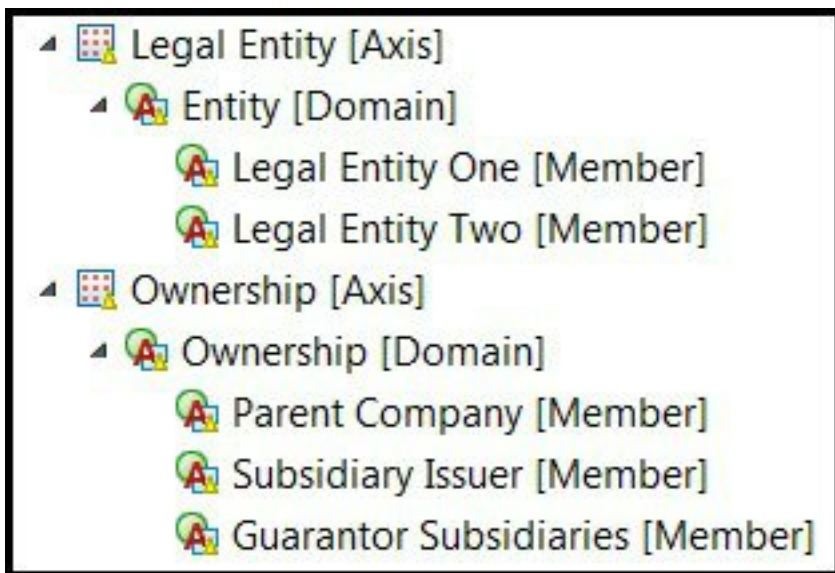 Legal Entity [Axis]
Entity [Domain]
Legal Entity One [Member]
Legal Entity Two [Member]
Ownership [Axis]
Ownership [Domain]
Parent Company [Member]
Subsidiary Issuer [Member]
Guarantor Subsidiaries [Member]